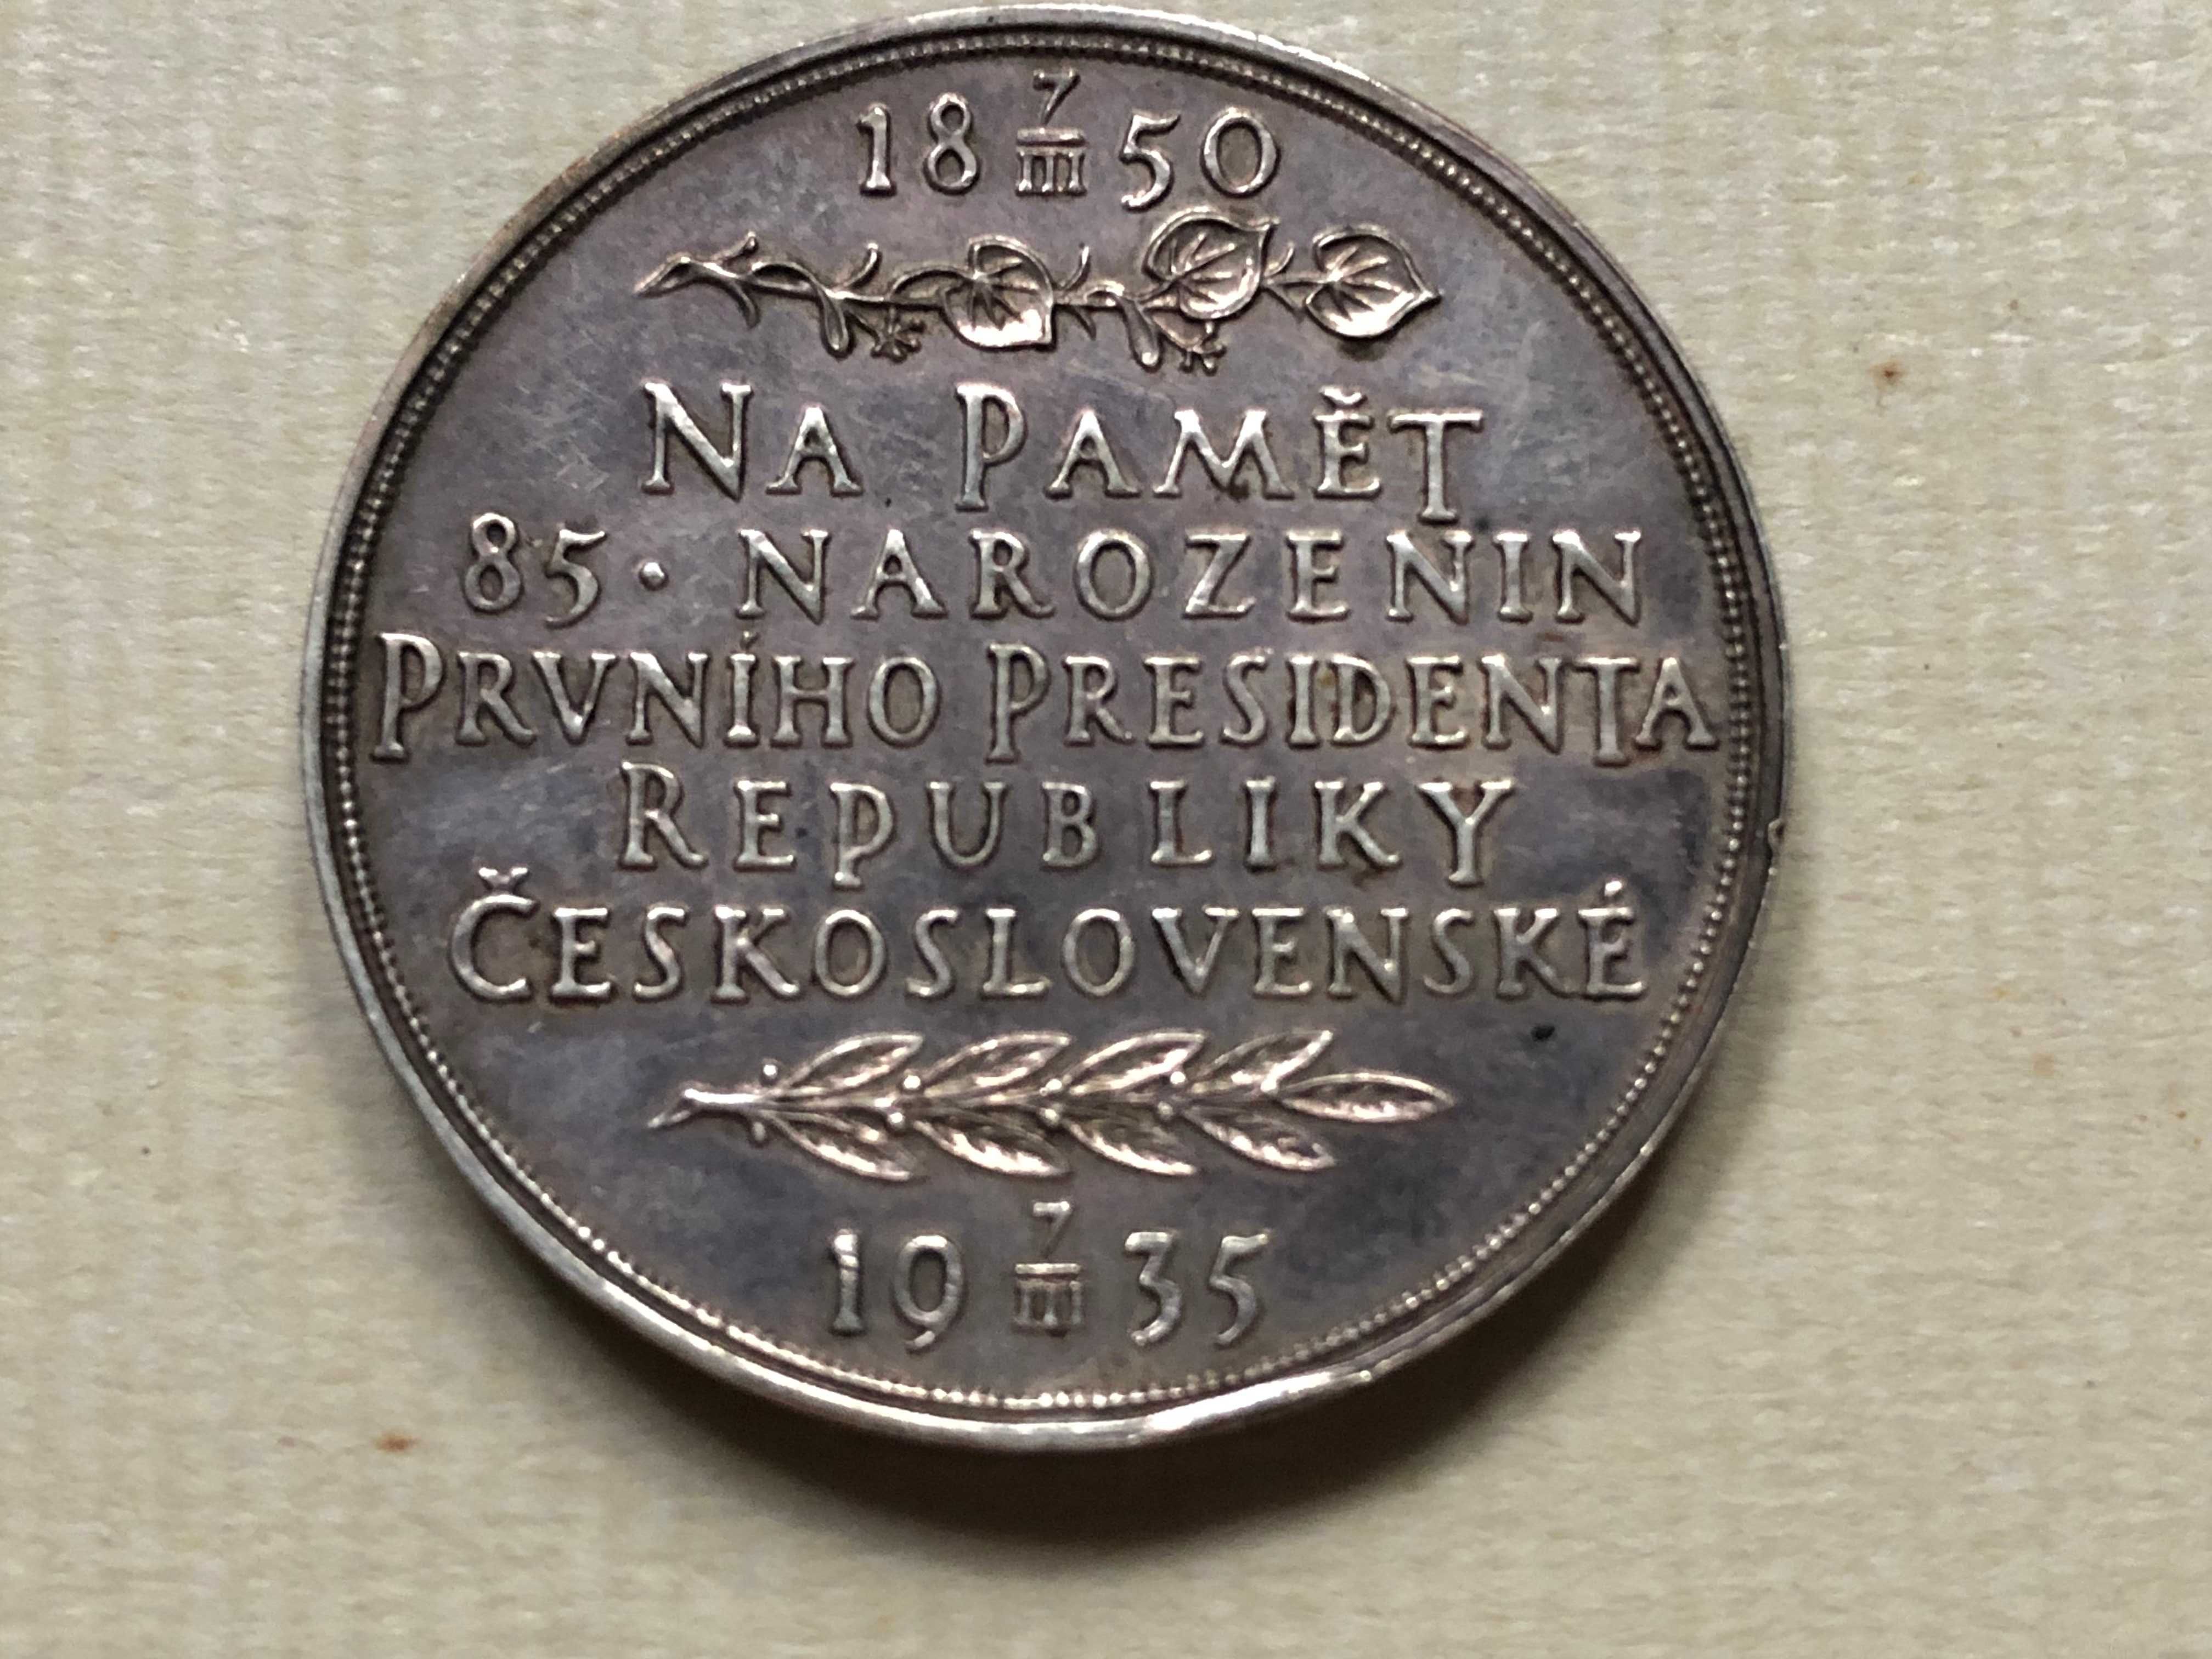 18 7/III 50
NA PAMĚT
85. NAROZENIN
PRVNÍHO PRESIDENTA
REPUBLIKY
ČESKOSLOVENSKÉ
19 7/III 35